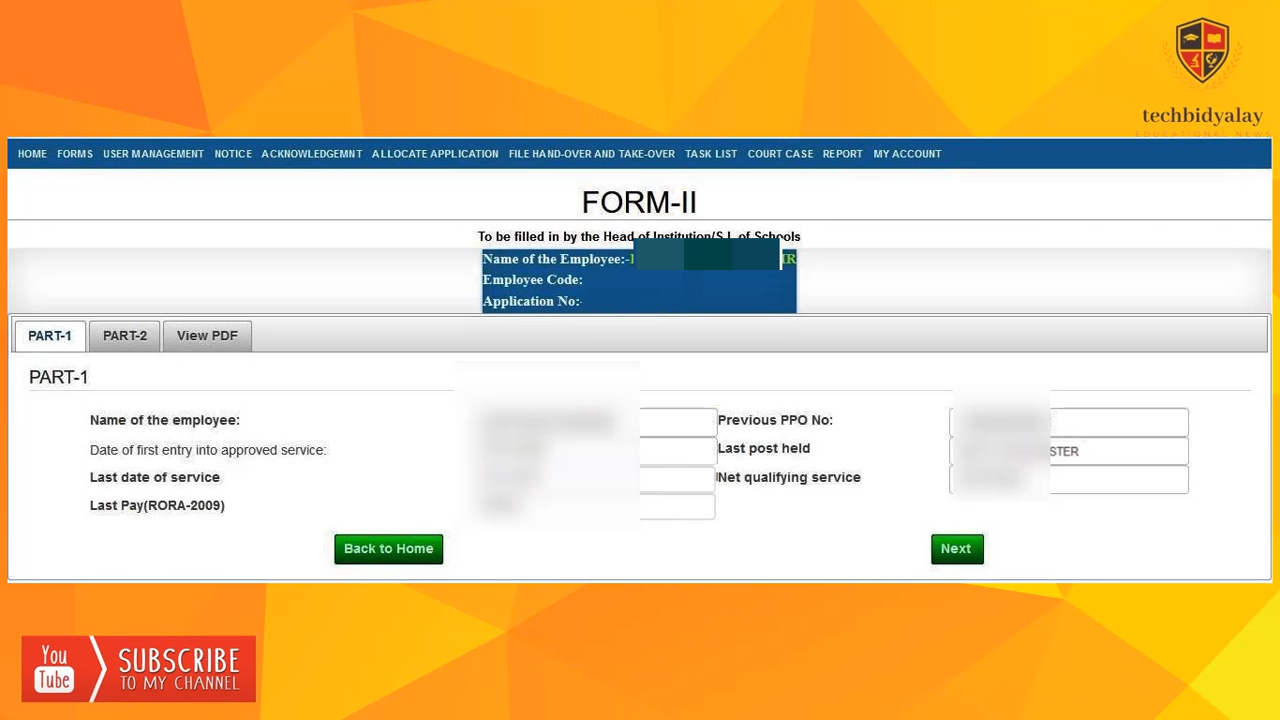 techbidyalay
EDUCATIONAL NEWS
HOME FORMS USER MANAGEMENT NOTICE ACKNOWLEDGEMNT ALLOCATE APPLICATION FILE HAND-OVER AND TAKE-OVER TASK LIST COURT CASE REPORT MY ACCOUNT
FORM-II
To be filled in by the Head of Institution/S.I. of Schools
Name of the Employee:- IR
Employee Code:
Application No:-
PART-1 PART-2 View PDF
PART-1
Name of the employee: Previous PPO No:
Date of first entry into approved service: Last post held STER
Last date of service Net qualifying service
Last Pay(RORA-2009)
Back to Home Next
You Tube SUBSCRIBE
TO MY CHANNEL